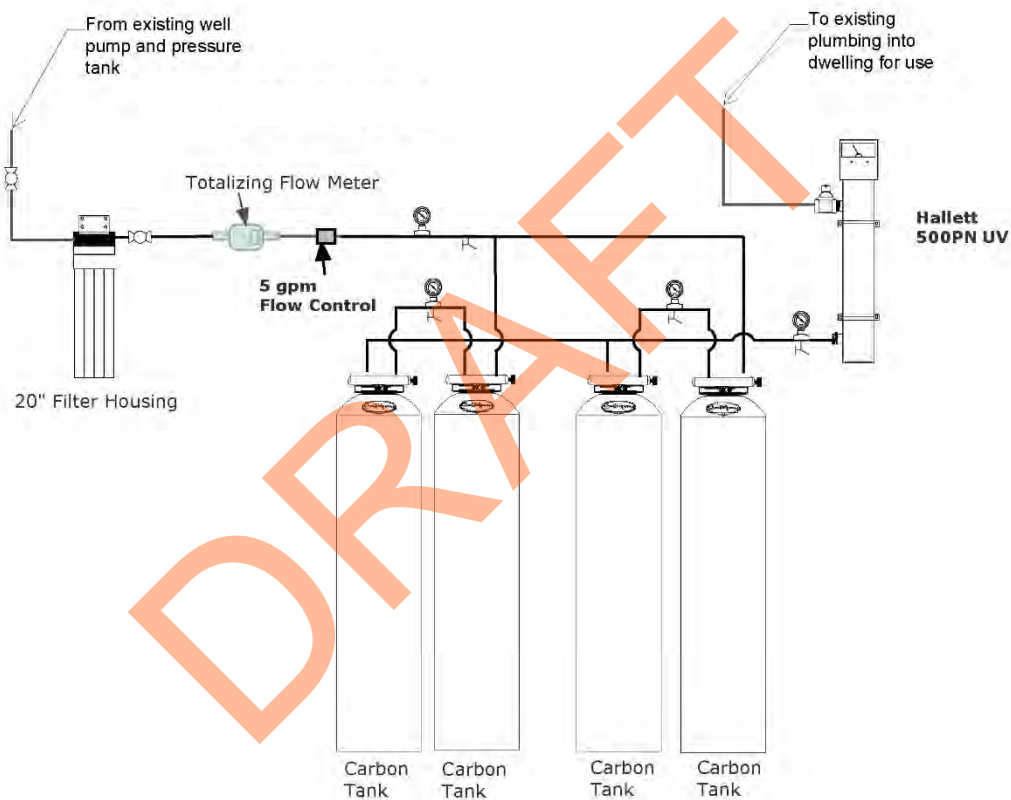 From existing well
pump and pressure
tank
To existing
plumbing into
dwelling for use
Totalizing Flow Meter
Hallett
500PN UV
5 gpm
Flow Control
20" Filter Housing
DRAFT
Carbon
Tank
Carbon
Tank
Carbon
Tank
Carbon
Tank